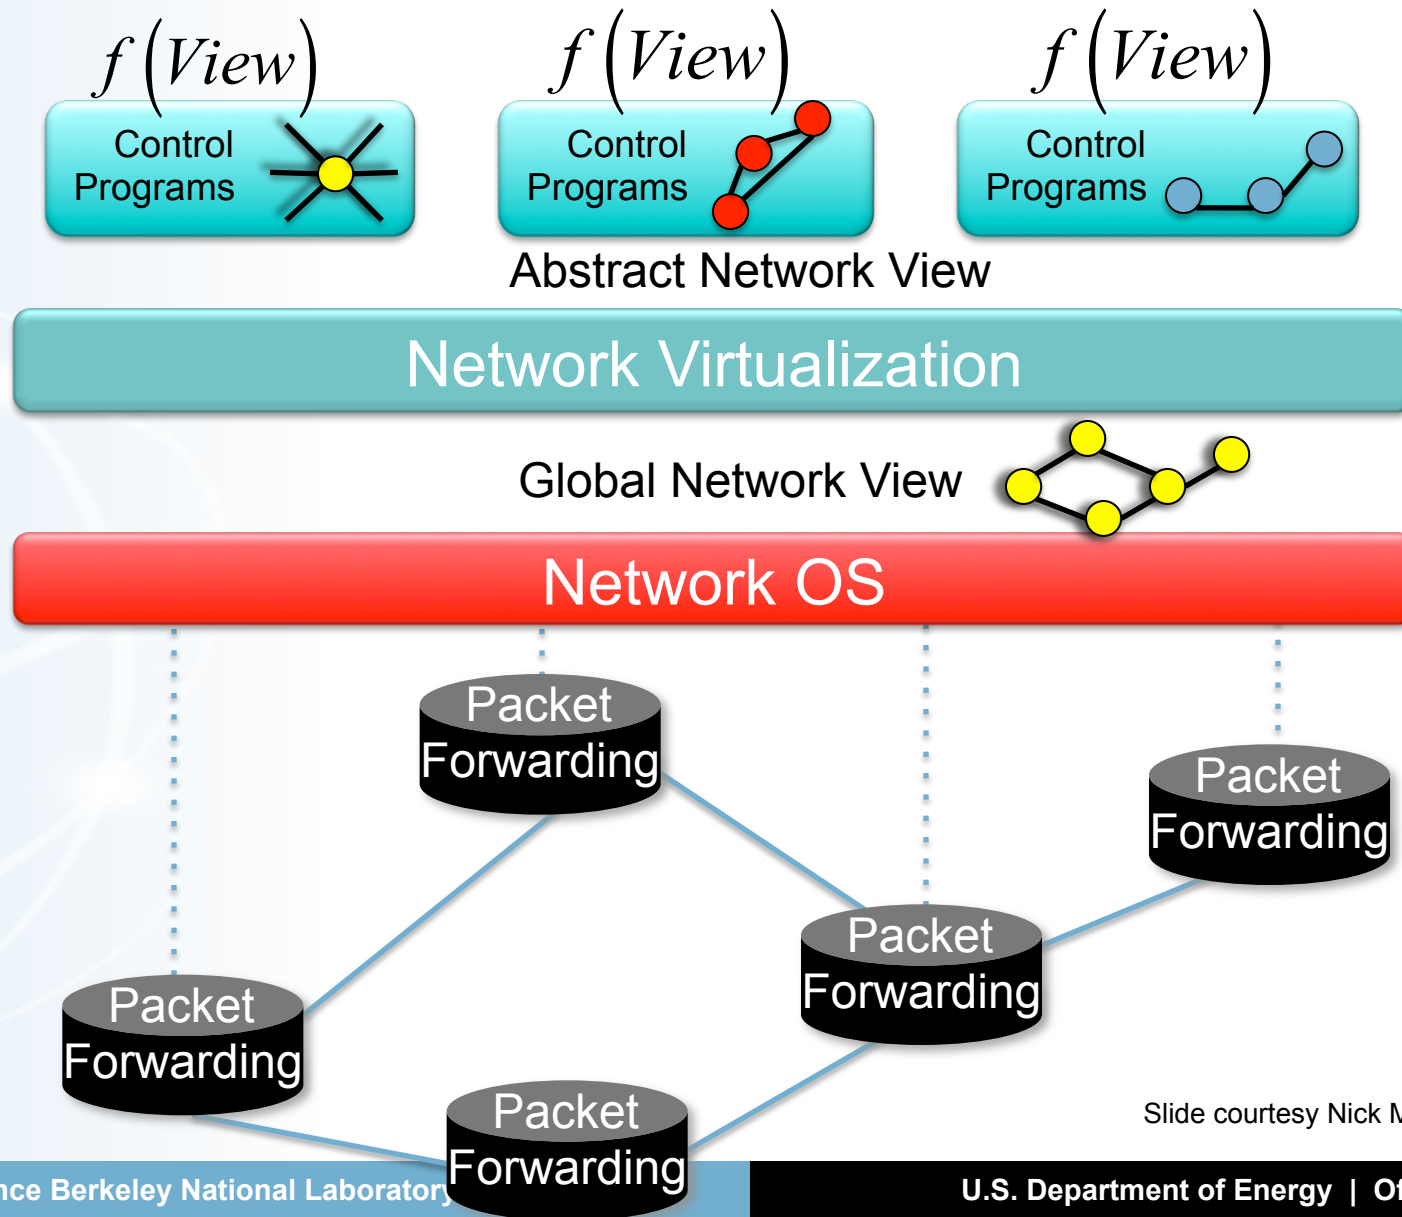 f(View) f(View) f(View)
Control Programs
Control Programs
Control Programs
Abstract Network View
Network Virtualization
Global Network View
Network OS
Packet Forwarding
Packet Forwarding
Packet Forwarding
Packet Forwarding
Packet Forwarding
Slide courtesy Nick M
nce Berkeley National Laboratory
U.S. Department of Energy | Of